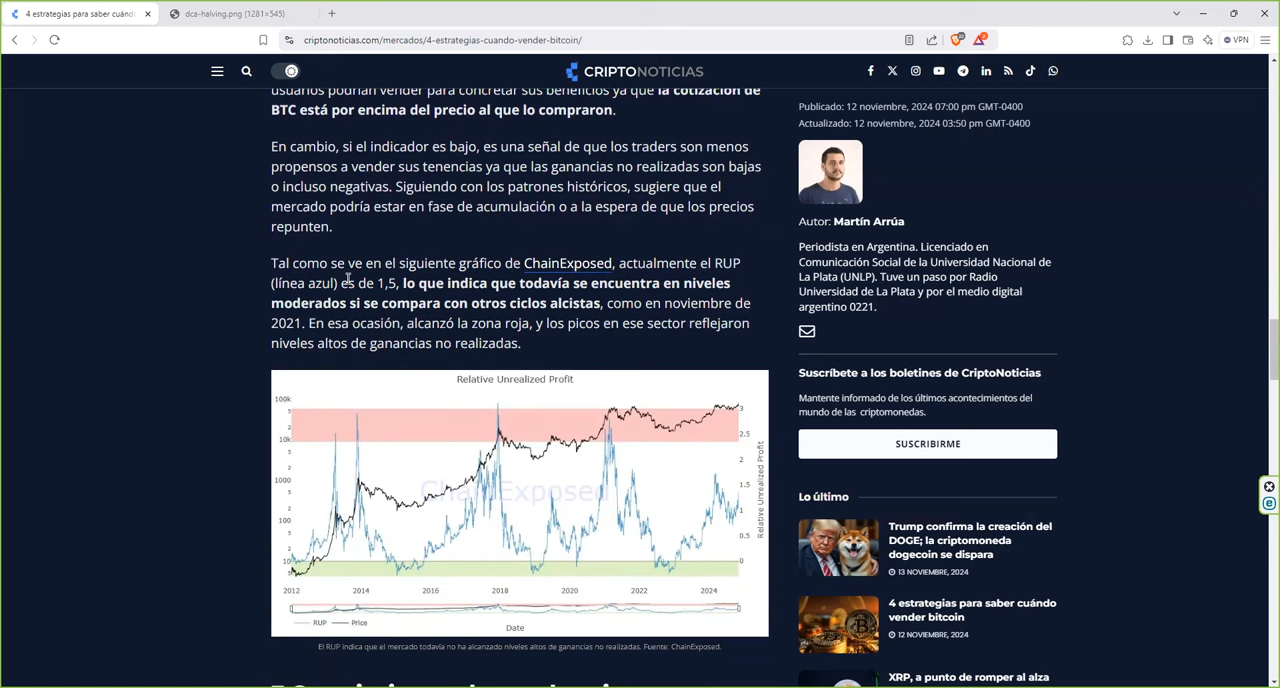 4 estrategias para saber cuándo
dca-halving.png (1281×545)
criptonoticias.com/mercados/4-estrategias-cuando-vender-bitcoin/
VPN
CRIPTONOTICIAS
usuarios podrían vender para concretar sus beneficios ya que la cotización de
BTC está por encima del precio al que lo compraron.
En cambio, si el indicador es bajo, es una señal de que los traders son menos
propensos a vender sus tenencias ya que las ganancias no realizadas son bajas
o incluso negativas. Siguiendo con los patrones históricos, sugiere que el
mercado podría estar en fase de acumulación o a la espera de que los precios
repunten.
Tal como se ve en el siguiente gráfico de ChainExposed, actualmente el RUP
(línea azul) es de 1,5, lo que indica que todavía se encuentra en niveles
moderados si se compara con otros ciclos alcistas, como en noviembre de
2021. En esa ocasión, alcanzó la zona roja, y los picos en ese sector reflejaron
niveles altos de ganancias no realizadas.
Relative Unrealized Profit
100k
5
2
10k
5
2
1000
5
2
100
5
2
10
5
3
2.5
2
1.5
1
0.5
0
Relative Unrealized Profit
ChainExposed
2012
2014
2016
2018
2020
2022
2024
RUP
Price
Date
El RUP indica que el mercado todavía no ha alcanzado niveles altos de ganancias no realizadas. Fuente: ChainExposed.
Publicado: 12 noviembre, 2024 07:00 pm GMT-0400
Actualizado: 12 noviembre, 2024 03:50 pm GMT-0400
Autor: Martín Arrúa
Periodista en Argentina. Licenciado en
Comunicación Social de la Universidad Nacional de
La Plata (UNLP). Tuve un paso por Radio
Universidad de La Plata y por el medio digital
argentino 0221.
Suscríbete a los boletines de CriptoNoticias
Mantente informado de los últimos acontecimientos del
mundo de las criptomonedas.
SUSCRIBIRME
Lo último
Trump confirma la creación del
DOGE; la criptomoneda
dogecoin se dispara
13 NOVIEMBRE, 2024
4 estrategias para saber cuándo
vender bitcoin
12 NOVIEMBRE, 2024
XRP, a punto de romper al alza